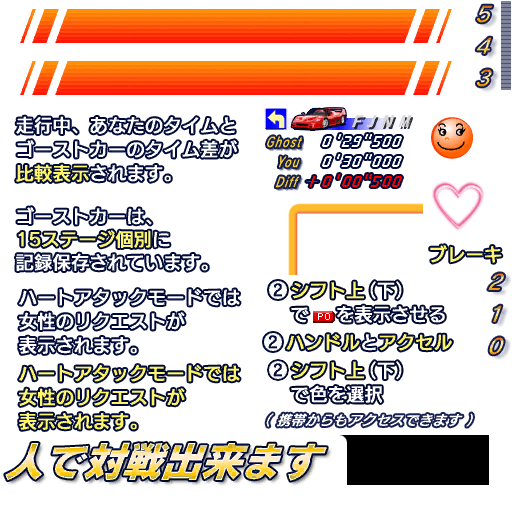 5
4
3
走行中、あなたのタイムと
ゴーストカーのタイム差が
比較表示されます。
FJNM
Ghost 0'29"500
You 0'30"000
Diff +0'00"500
ゴーストカーは、
15ステージ個別に
記録保存されています。
ブレーキ
2
1
0
ハートアタックモードでは
女性のリクエストが
表示されます。
ハートアタックモードでは
女性のリクエストが
表示されます。
②シフト上(下)
で PO を表示させる
②ハンドルとアクセル
②シフト上(下)
で色を選択
(携帯からもアクセスできます)
人で対戦出来ます